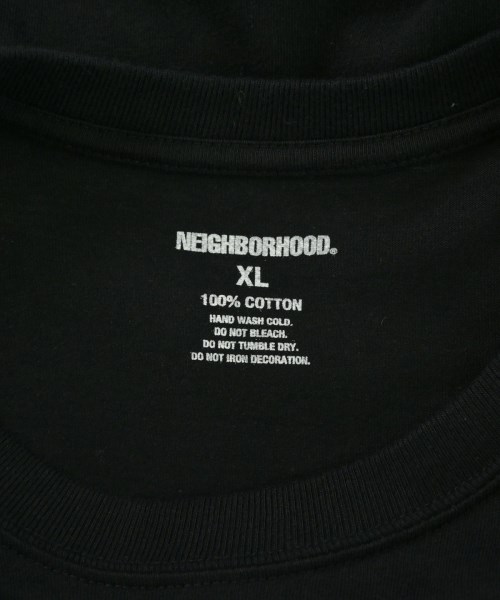 NEIGHBORHOOD®
XL
100% COTTON
HAND WASH COLD.
DO NOT BLEACH.
DO NOT TUMBLE DRY.
DO NOT IRON DECORATION.